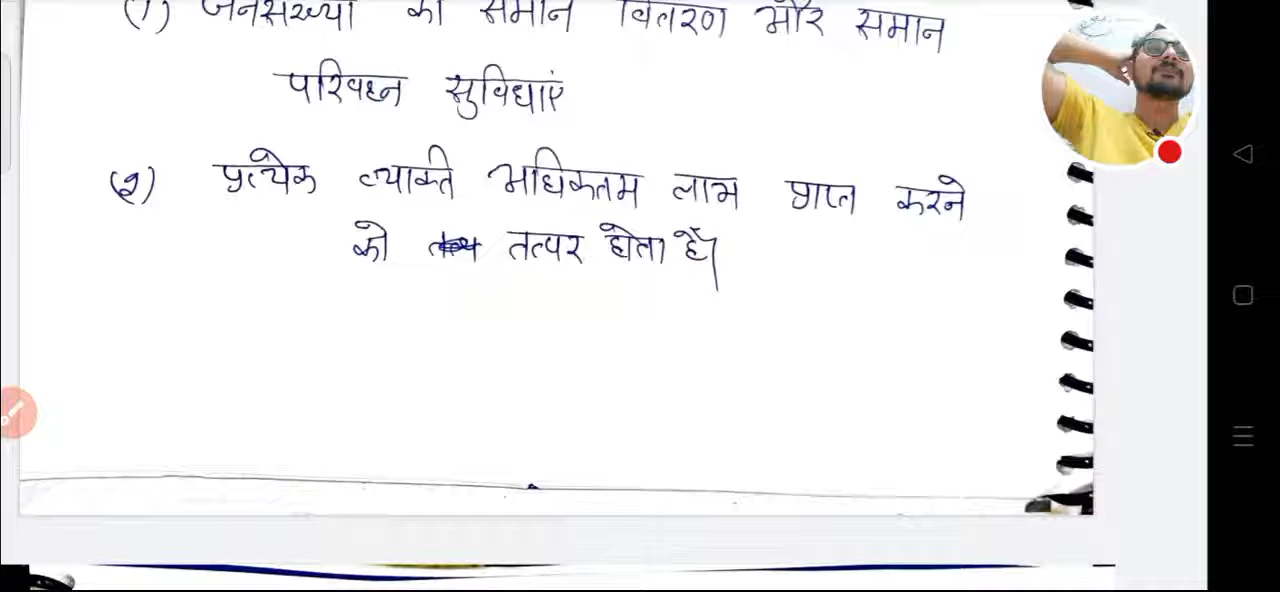 (1) जनसंख्या का समान वितरण और समान
परिवहन सुविधाएं
(2) प्रत्येक व्यक्ति अधिकतम लाभ प्राप्त करने
को तत्पर होता है।